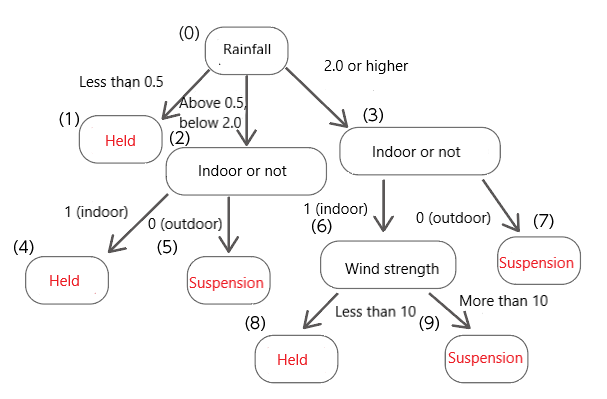 (0)
Rainfall
Less than 0.5
Above 0.5,
below 2.0
2.0 or higher
(1)
Held
(2)
Indoor or not
(3)
Indoor or not
1 (indoor)
0 (outdoor)
1 (indoor)
0 (outdoor)
(4)
Held
(5)
Suspension
(6)
Wind strength
(7)
Suspension
Less than 10
More than 10
(8)
Held
(9)
Suspension